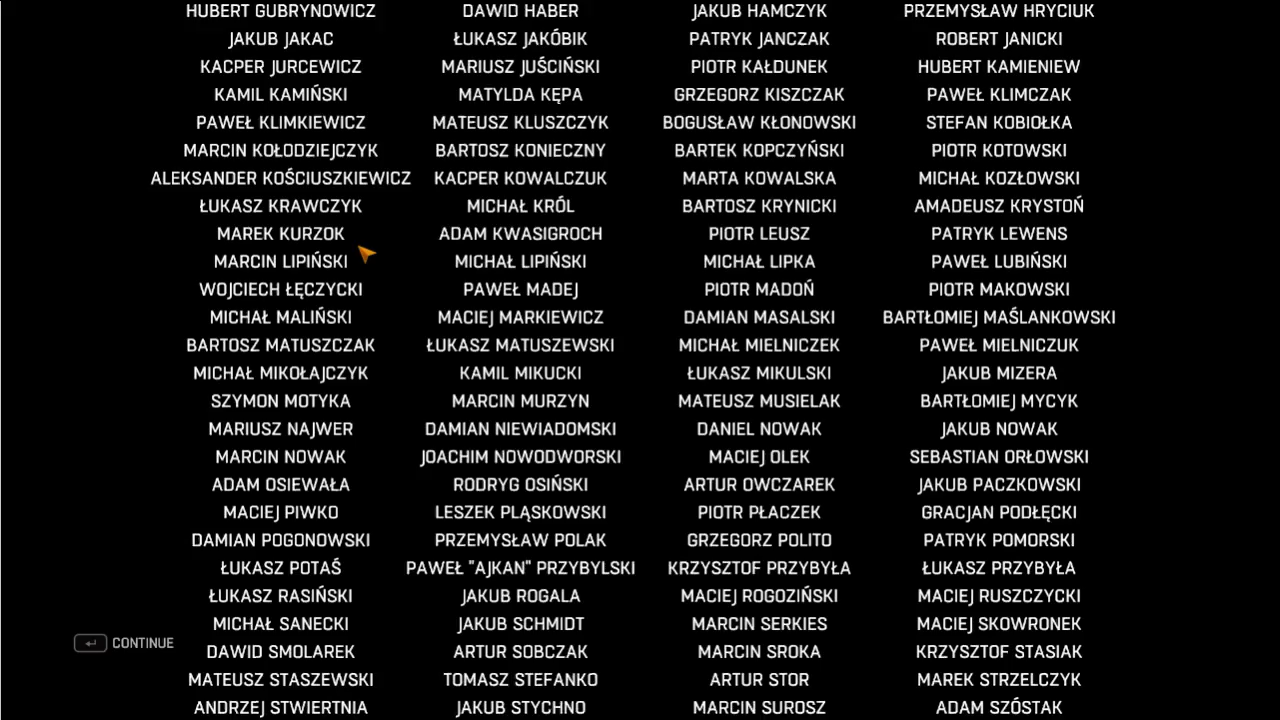 HUBERT GUBRYNOWICZ DAWID HABER JAKUB HAMCZYK PRZEMYSŁAW HRYCIUK
JAKUB JAKAC ŁUKASZ JAKÓBIK PATRYK JANCZAK ROBERT JANICKI
KACPER JURCEWICZ MARIUSZ JUŚCIŃSKI PIOTR KAŁDUNEK HUBERT KAMIENIEW
KAMIL KAMIŃSKI MATYLDA KĘPA GRZEGORZ KISZCZAK PAWEŁ KLIMCZAK
PAWEŁ KLIMKIEWICZ MATEUSZ KLUSZCZYK BOGUSŁAW KŁONOWSKI STEFAN KOBIOŁKA
MARCIN KOŁODZIEJCZYK BARTOSZ KONIECZNY BARTEK KOPCZYŃSKI PIOTR KOTOWSKI
ALEKSANDER KOŚCIUSZKIEWICZ KACPER KOWALCZUK MARTA KOWALSKA MICHAŁ KOZŁOWSKI
ŁUKASZ KRAWCZYK MICHAŁ KRÓL BARTOSZ KRYNICKI AMADEUSZ KRYSTOŃ
MAREK KURZOK ADAM KWASIGROCH PIOTR LEUSZ PATRYK LEWENS
MARCIN LIPIŃSKI MICHAŁ LIPIŃSKI MICHAŁ LIPKA PAWEŁ LUBIŃSKI
WOJCIECH ŁĘCZYCKI PAWEŁ MADEJ PIOTR MADOŃ PIOTR MAKOWSKI
MICHAŁ MALIŃSKI MACIEJ MARKIEWICZ DAMIAN MASALSKI BARTŁOMIEJ MAŚLANKOWSKI
BARTOSZ MATUSZCZAK ŁUKASZ MATUSZEWSKI MICHAŁ MIELNICZEK PAWEŁ MIELNICZUK
MICHAŁ MIKOŁAJCZYK KAMIL MIKUCKI ŁUKASZ MIKULSKI JAKUB MIZERA
SZYMON MOTYKA MARCIN MURZYN MATEUSZ MUSIELAK BARTŁOMIEJ MYCYK
MARIUSZ NAJWER DAMIAN NIEWIADOMSKI DANIEL NOWAK JAKUB NOWAK
MARCIN NOWAK JOACHIM NOWODWORSKI MACIEJ OLEK SEBASTIAN ORŁOWSKI
ADAM OSIEWAŁA RODRYG OSIŃSKI ARTUR OWCZAREK JAKUB PACZKOWSKI
MACIEJ PIWKO LESZEK PLĄSKOWSKI PIOTR PŁACZEK GRACJAN PODŁĘCKI
DAMIAN POGONOWSKI PRZEMYSŁAW POLAK GRZEGORZ POLITO PATRYK POMORSKI
ŁUKASZ POTAŚ PAWEŁ "AJKAN" PRZYBYLSKI KRZYSZTOF PRZYBYŁA ŁUKASZ PRZYBYŁA
ŁUKASZ RASIŃSKI JAKUB ROGALA MACIEJ ROGOZIŃSKI MACIEJ RUSZCZYCKI
MICHAŁ SANECKI JAKUB SCHMIDT MARCIN SERKIES MACIEJ SKOWRONEK
CONTINUE
DAWID SMOLAREK ARTUR SOBCZAK MARCIN SROKA KRZYSZTOF STASIAK
MATEUSZ STASZEWSKI TOMASZ STEFANKO ARTUR STOR MAREK STRZELCZYK
ANDRZEJ STWIERTNIA JAKUB STYCHNO MARCIN SUROSZ ADAM SZÓSTAK